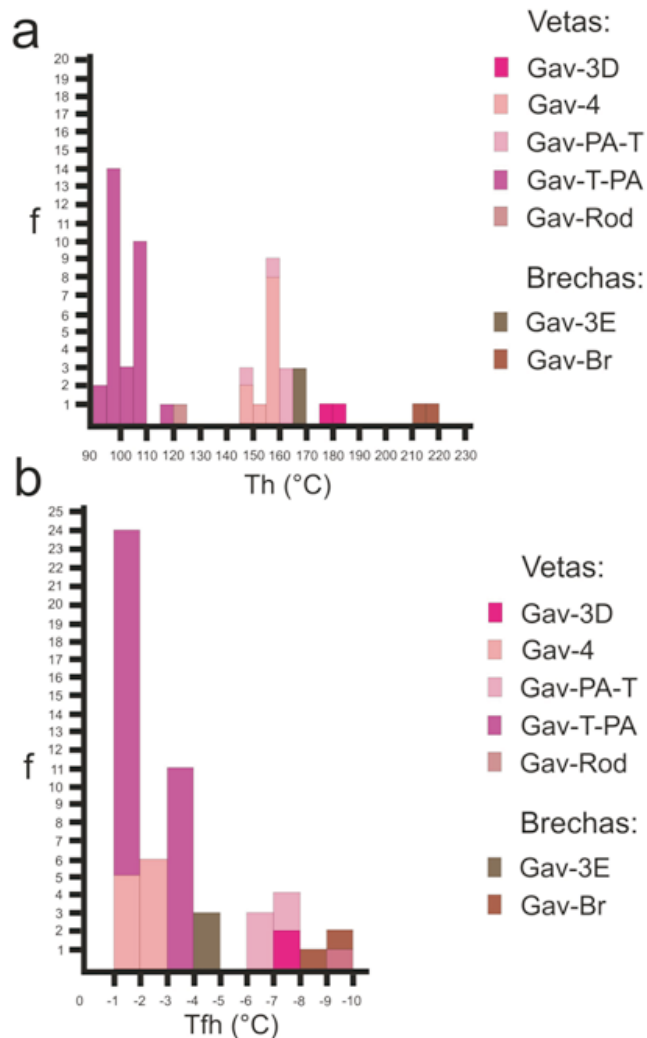 a
Vetas:
20
19
18
17
16
15
14
13
12
11
10
9
8
7
6
5
4
3
2
1
f
Gav-3D
Gav-4
Gav-PA-T
Gav-T-PA
Gav-Rod
Brechas:
Gav-3E
Gav-Br
90 100 110 120 130 140 150 160 170 180 190 200 210 220 230
Th (°C)
b
25
24
23
22
21
20
19
18
17
16
15
14
13
12
11
10
9
8
7
6
5
4
3
2
1
f
Vetas:
Gav-3D
Gav-4
Gav-PA-T
Gav-T-PA
Gav-Rod
Brechas:
Gav-3E
Gav-Br
0 -1 -2 -3 -4 -5 -6 -7 -8 -9 -10
Tfh (°C)